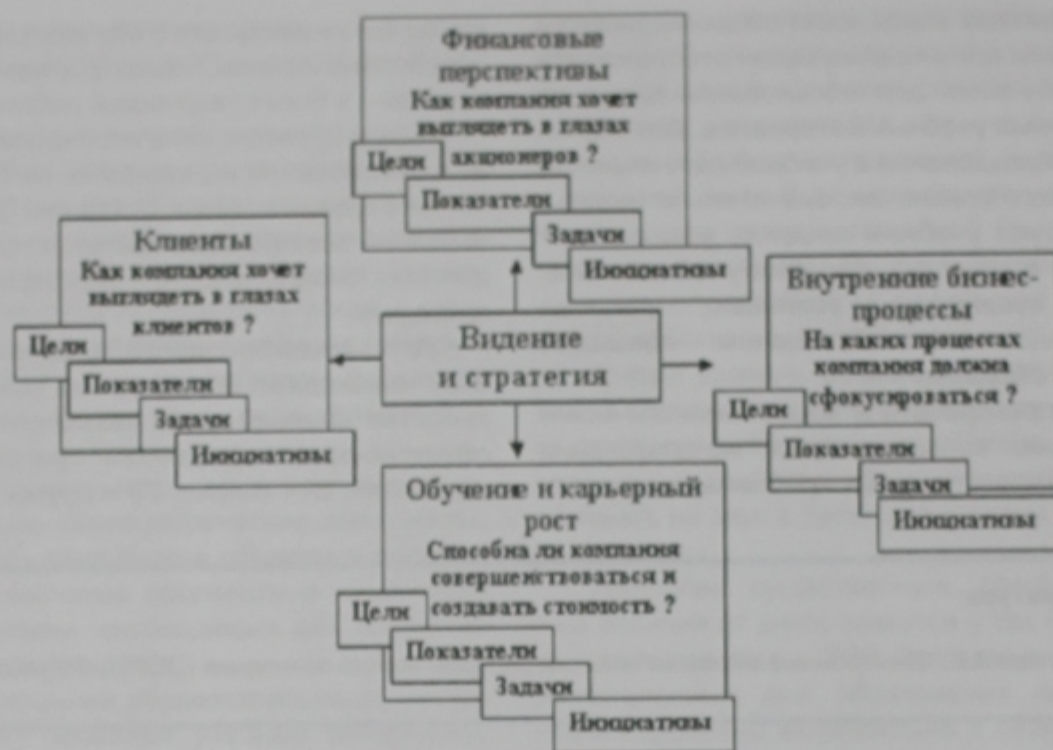 Финансовые
перспективы
Как компания хочет
выглядеть в глазах
акционеров ?
Цели
Показатели
Задачи
Инициативы
Клиенты
Как компания хочет
выглядеть в глазах
клиентов ?
Цели
Показатели
Задачи
Инициативы
Видение
и стратегия
Внутренние бизнес-
процессы
На каких процессах
компания должна
сфокусироваться ?
Цели
Показатели
Задачи
Инициативы
Обучение и карьерный
рост
Способна ли компания
совершенствоваться и
создавать стоимость ?
Цели
Показатели
Задачи
Инициативы